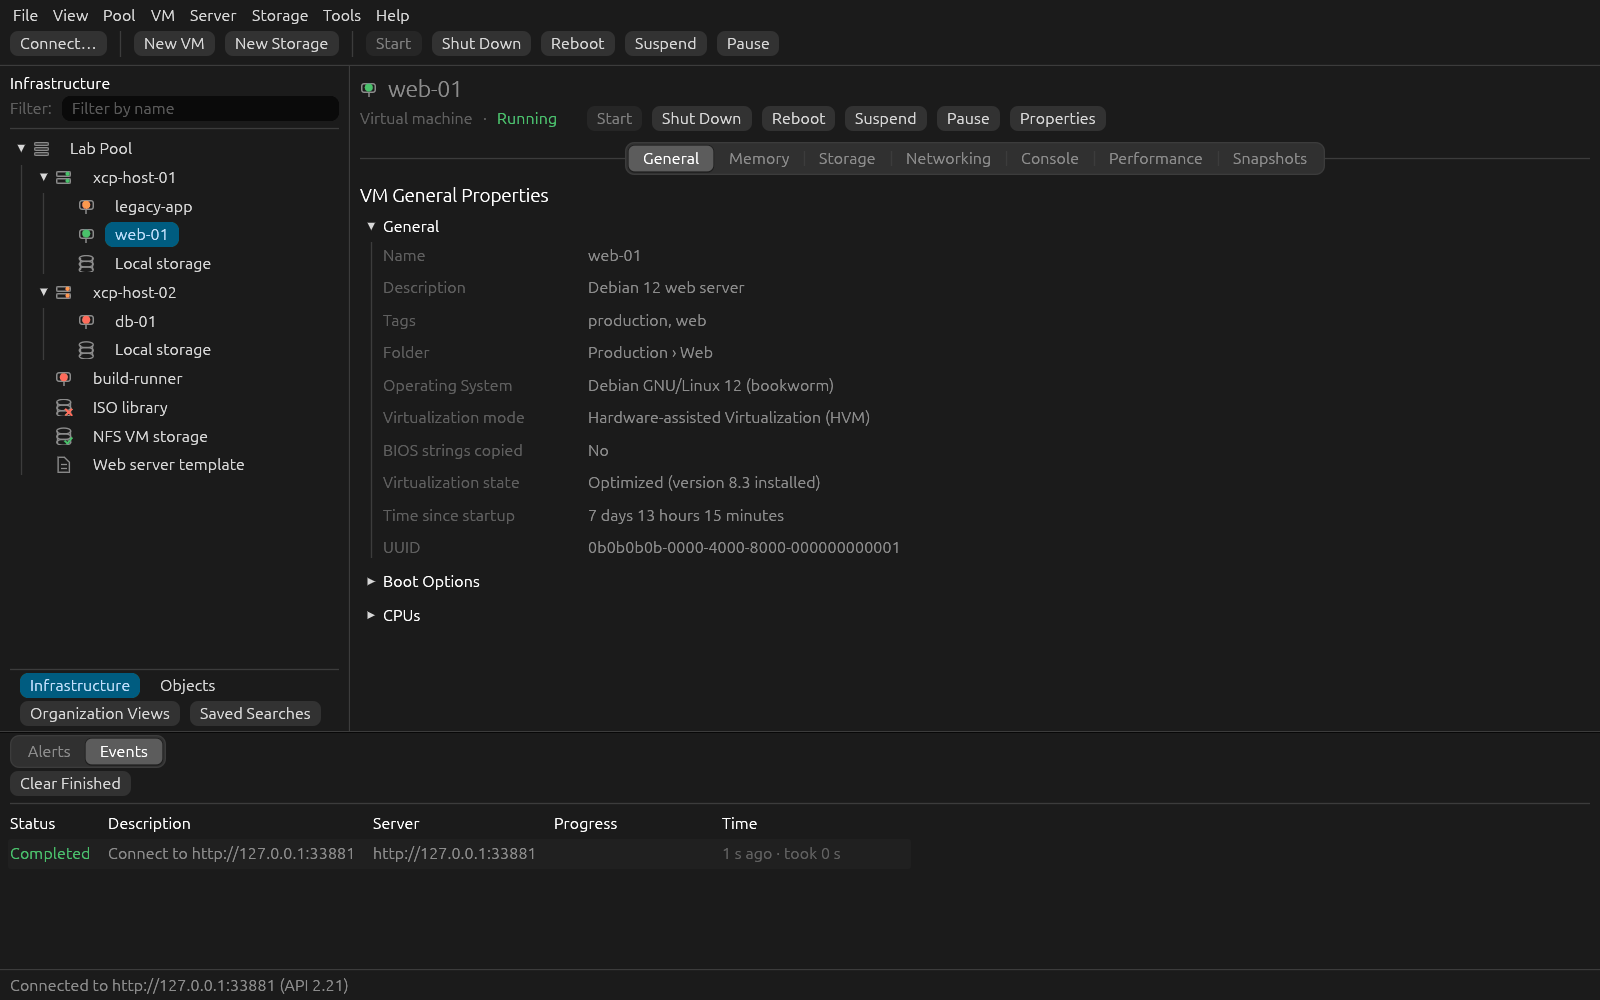 File View Pool VM Server Storage Tools Help
Connect... New VM New Storage Start Shut Down Reboot Suspend Pause
Infrastructure
Filter: Filter by name
Lab Pool
xcp-host-01
legacy-app
web-01
Local storage
xcp-host-02
db-01
Local storage
build-runner
ISO library
NFS VM storage
Web server template
Infrastructure Objects
Organization Views Saved Searches
web-01
Virtual machine · Running Start Shut Down Reboot Suspend Pause Properties
General Memory Storage Networking Console Performance Snapshots
VM General Properties
General
Name web-01
Description Debian 12 web server
Tags production, web
Folder Production › Web
Operating System Debian GNU/Linux 12 (bookworm)
Virtualization mode Hardware-assisted Virtualization (HVM)
BIOS strings copied No
Virtualization state Optimized (version 8.3 installed)
Time since startup 7 days 13 hours 15 minutes
UUID 0b0b0b0b-0000-4000-8000-000000000001
Boot Options
CPUs
Alerts Events
Clear Finished
Status Description Server Progress Time
Completed Connect to http://127.0.0.1:33881 http://127.0.0.1:33881 1 s ago · took 0 s
Connected to http://127.0.0.1:33881 (API 2.21)